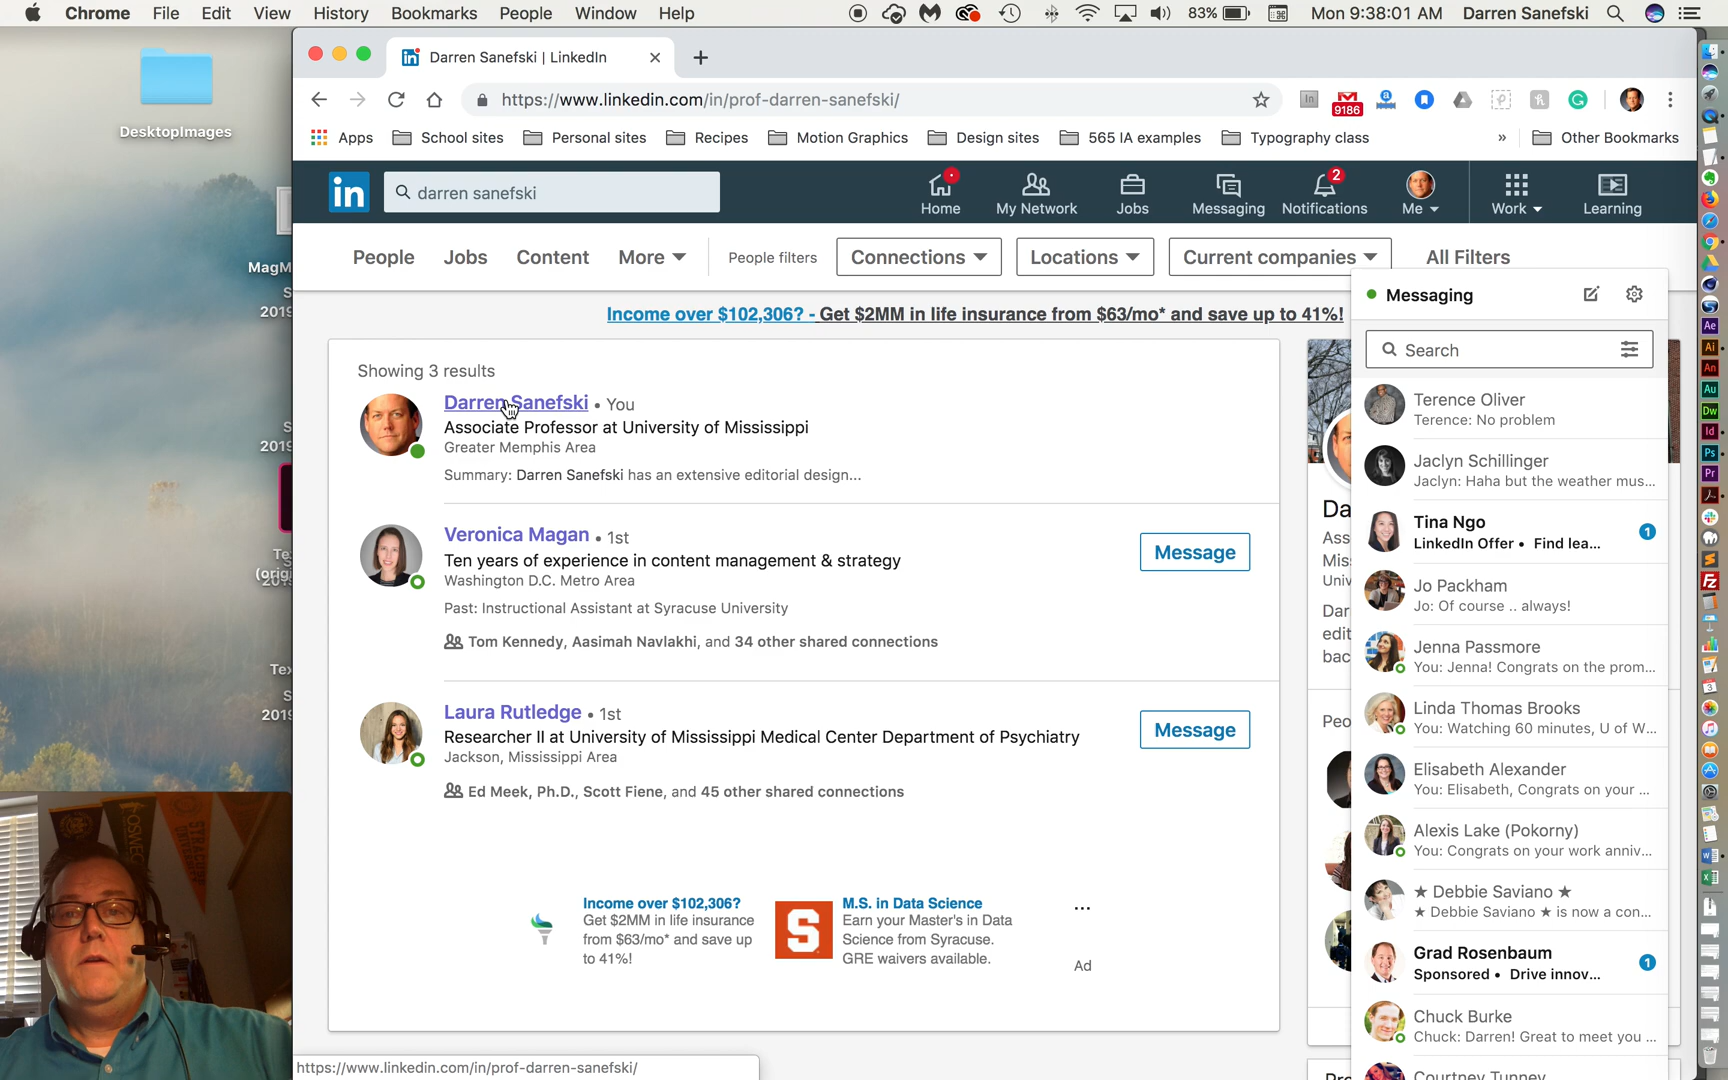 Chrome File Edit View History Bookmarks People Window Help
83% Mon 9:38:01 AM Darren Sanefski
DesktopImages
Darren Sanefski | LinkedIn
https://www.linkedin.com/in/prof-darren-sanefski/
9186
Apps School sites Personal sites Recipes Motion Graphics Design sites 565 IA examples Typography class » Other Bookmarks
in
darren sanefski
Home My Network Jobs Messaging Notifications Me Work Learning
2
People Jobs Content More People filters Connections Locations Current companies All Filters
Income over $102,306? - Get $2MM in life insurance from $63/mo* and save up to 41%!
Showing 3 results
Darren Sanefski • You
Associate Professor at University of Mississippi
Greater Memphis Area
Summary: Darren Sanefski has an extensive editorial design...
Veronica Magan • 1st
Ten years of experience in content management & strategy
Washington D.C. Metro Area
Past: Instructional Assistant at Syracuse University
Tom Kennedy, Aasimah Navlakhi, and 34 other shared connections
Message
Laura Rutledge • 1st
Researcher II at University of Mississippi Medical Center Department of Psychiatry
Jackson, Mississippi Area
Ed Meek, Ph.D., Scott Fiene, and 45 other shared connections
Message
Income over $102,306?
Get $2MM in life insurance
from $63/mo* and save up
to 41%!
S
M.S. in Data Science
Earn your Master's in Data
Science from Syracuse.
GRE waivers available.
...
Ad
Messaging
Search
Terence Oliver
Terence: No problem
Jaclyn Schillinger
Jaclyn: Haha but the weather mus...
Tina Ngo
LinkedIn Offer • Find lea...
1
Jo Packham
Jo: Of course .. always!
Jenna Passmore
You: Jenna! Congrats on the prom...
Linda Thomas Brooks
You: Watching 60 minutes, U of W...
Elisabeth Alexander
You: Elisabeth, Congrats on your ...
Alexis Lake (Pokorny)
You: Congrats on your work anniv...
★ Debbie Saviano ★
★ Debbie Saviano ★ is now a con...
Grad Rosenbaum
Sponsored • Drive innov...
1
Chuck Burke
Chuck: Darren! Great to meet you ...
Courtney Tunney
https://www.linkedin.com/in/prof-darren-sanefski/
Ae
Ai
An
Au
Dw
Id
Ps
Pr